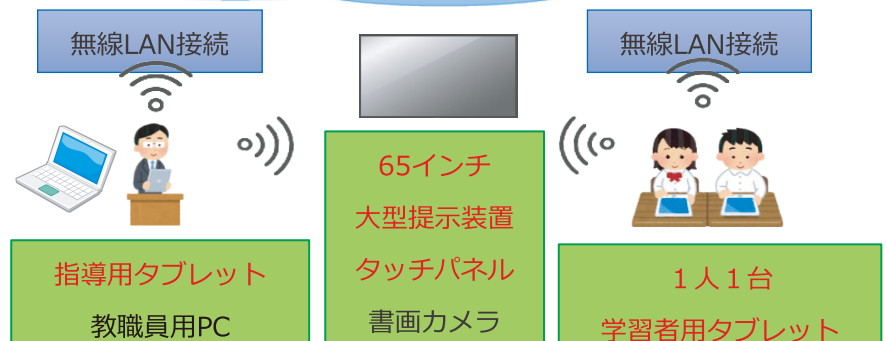 無線LAN接続
無線LAN接続
65インチ
大型提示装置
タッチパネル
書画カメラ
指導用タブレット
教職員用PC
１人１台
学習者用タブレット